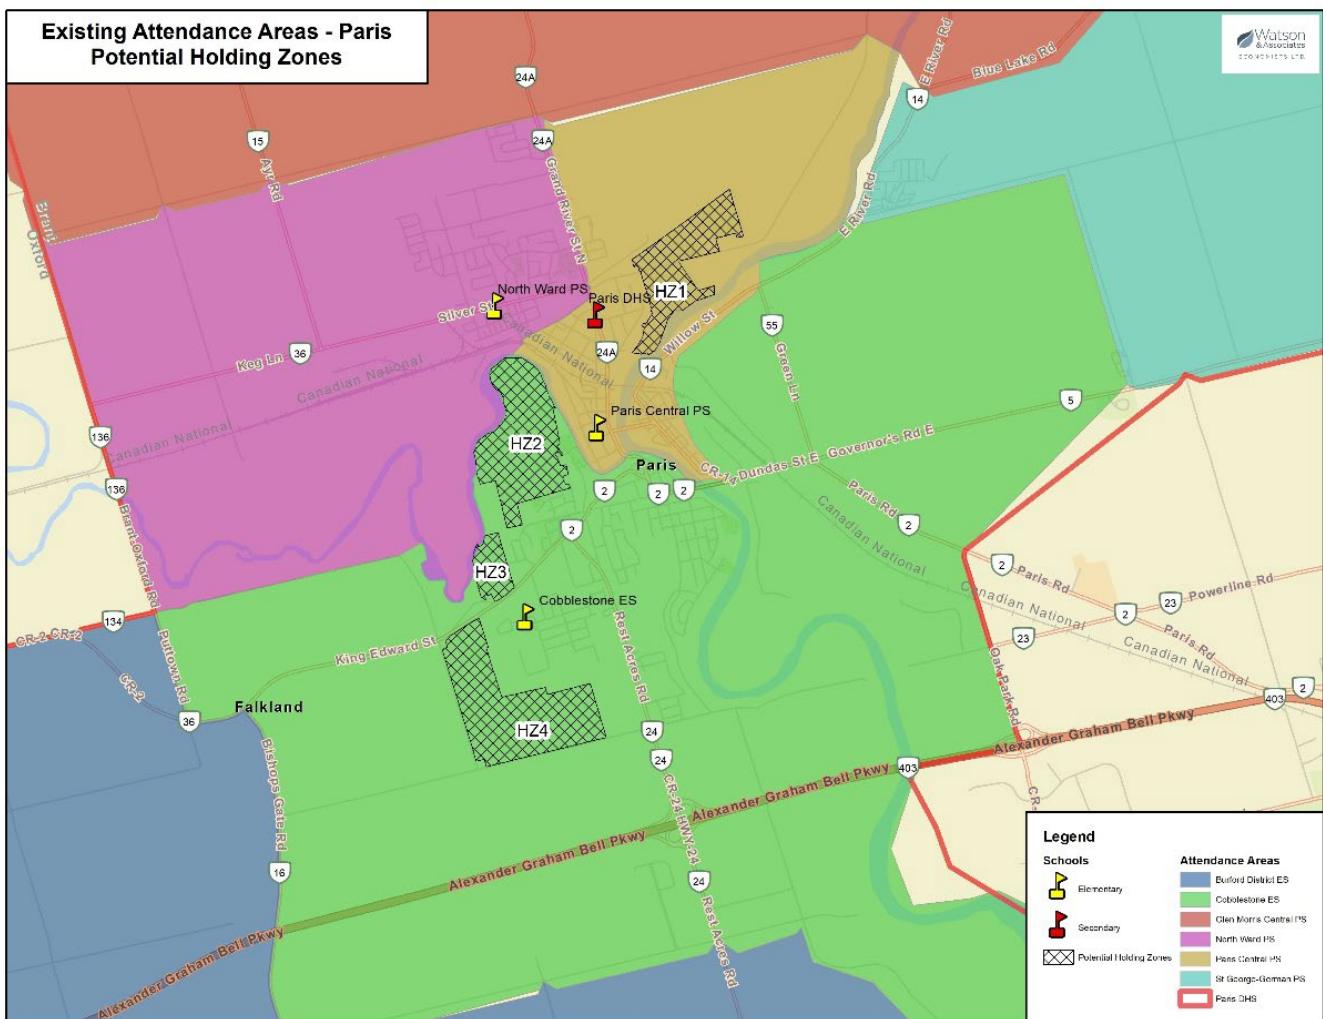 Existing Attendance Areas - Paris
Potential Holding Zones
Watson
& Associates
ECONOMISTS LTD.
E River Rd
Blue Lake Rd
24A
14
15
24A
Ayr Rd
Grand River St N
Brant
Oxford
E River Rd
North Ward PS
Paris DHS
HZ1
Silver St
Canadian National
Willow St
55
36
Keg Ln
24A
14
Green Ln
Canadian National
5
Paris Central PS
136
Canadian National
HZ2
Paris
CR-14
Dundas St E
Governor's Rd E
136
2
2
2
Paris Rd
2
2
Brant-Oxford Rd
Canadian National
HZ3
2
Paris Rd
Canadian National
Powerline Rd
23
2
134
Cobblestone ES
23
Paris Rd
Canadian National
CR-2 CR-2
King Edward St
Rest Acres Rd
Oak Park Rd
CR-2
Puttown Rd
403
2
Falkland
36
HZ4
24
Alexander Graham Bell Pkwy
Bishops Gate Rd
24
403
Alexander Graham Bell Pkwy
CR-24 HWY-24
Alexander Graham Bell Pkwy
16
24
Rest Acres Rd
Alexander Graham Bell Pkwy
Legend
Schools
Elementary
Secondary
Potential Holding Zones
Attendance Areas
Burford District ES
Cobblestone ES
Glen Morris Central PS
North Ward PS
Paris Central PS
St George-German PS
Paris DHS